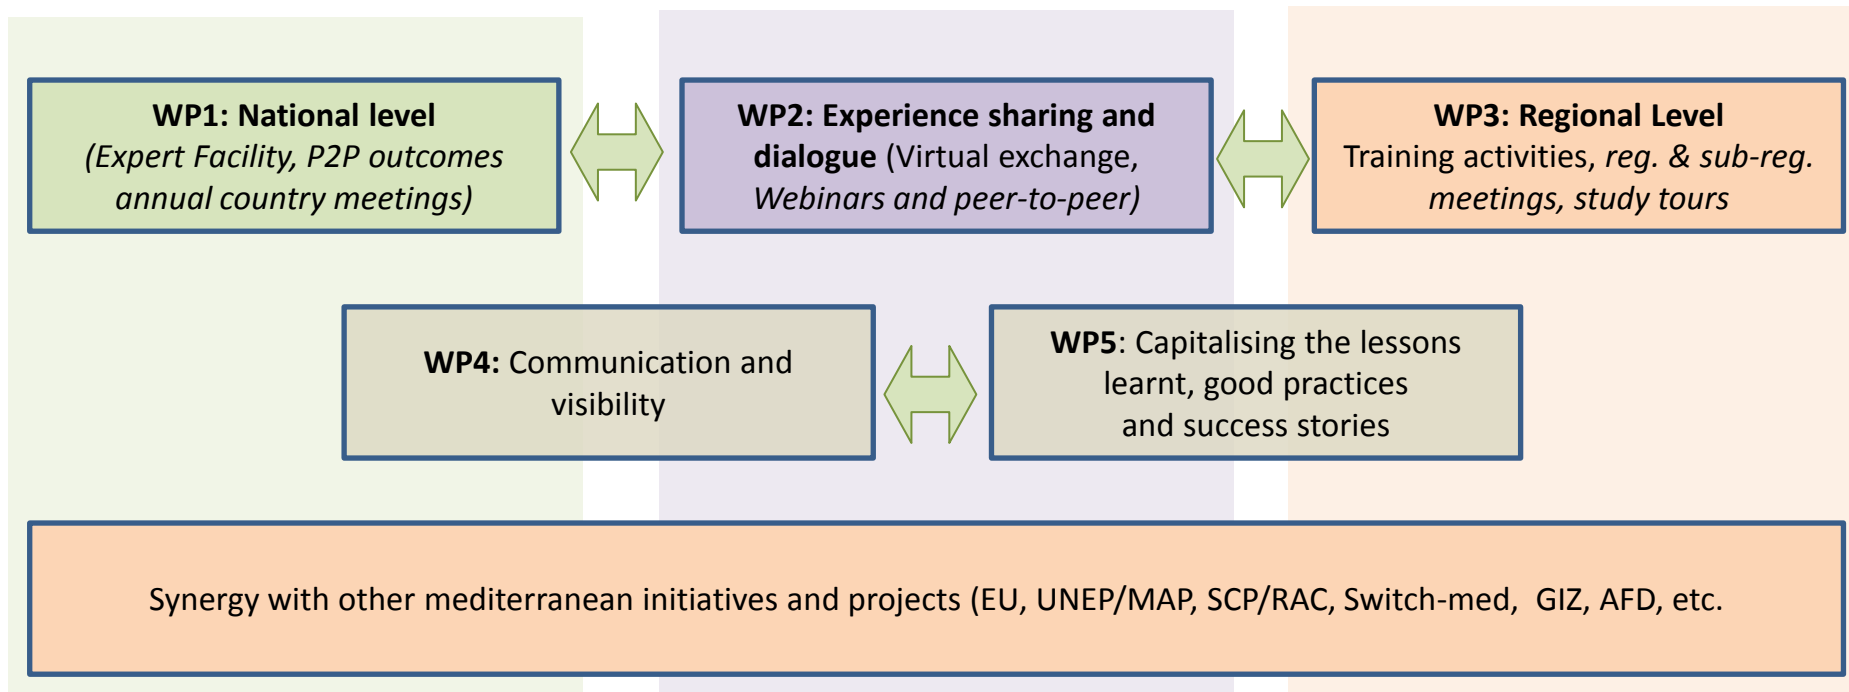 WP1: National level
(Expert Facility, P2P outcomes
annual country meetings)
WP2: Experience sharing and
dialogue (Virtual exchange,
Webinars and peer-to-peer)
WP3: Regional Level
Training activities, reg. & sub-reg.
meetings, study tours
WP4: Communication and
visibility
WP5: Capitalising the lessons
learnt, good practices
and success stories
Synergy with other mediterranean initiatives and projects (EU, UNEP/MAP, SCP/RAC, Switch-med, GIZ, AFD, etc.